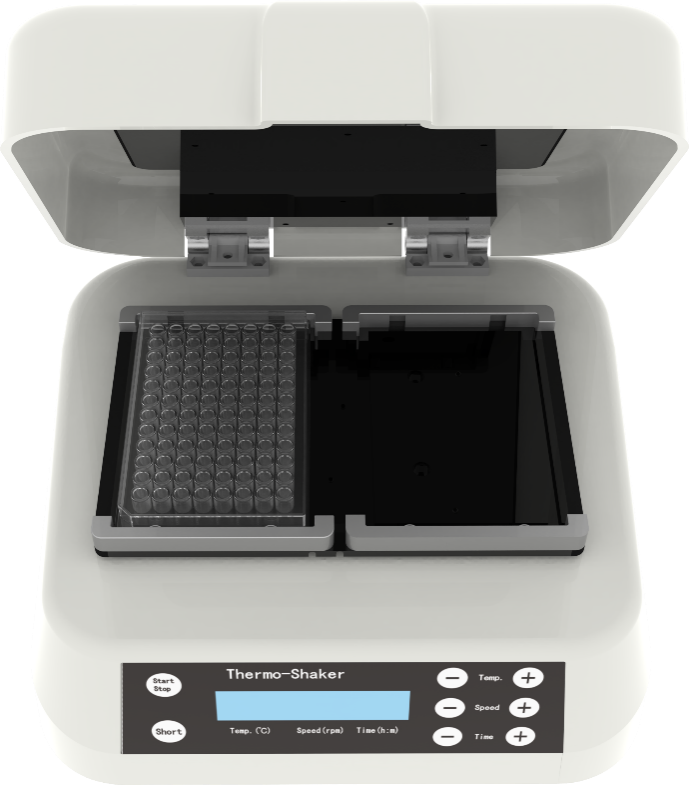 Thermo-Shaker
Start
Stop
Short
Temp.(℃) Speed(rpm) Time(h:m)
− Temp. +
− Speed +
− Time +